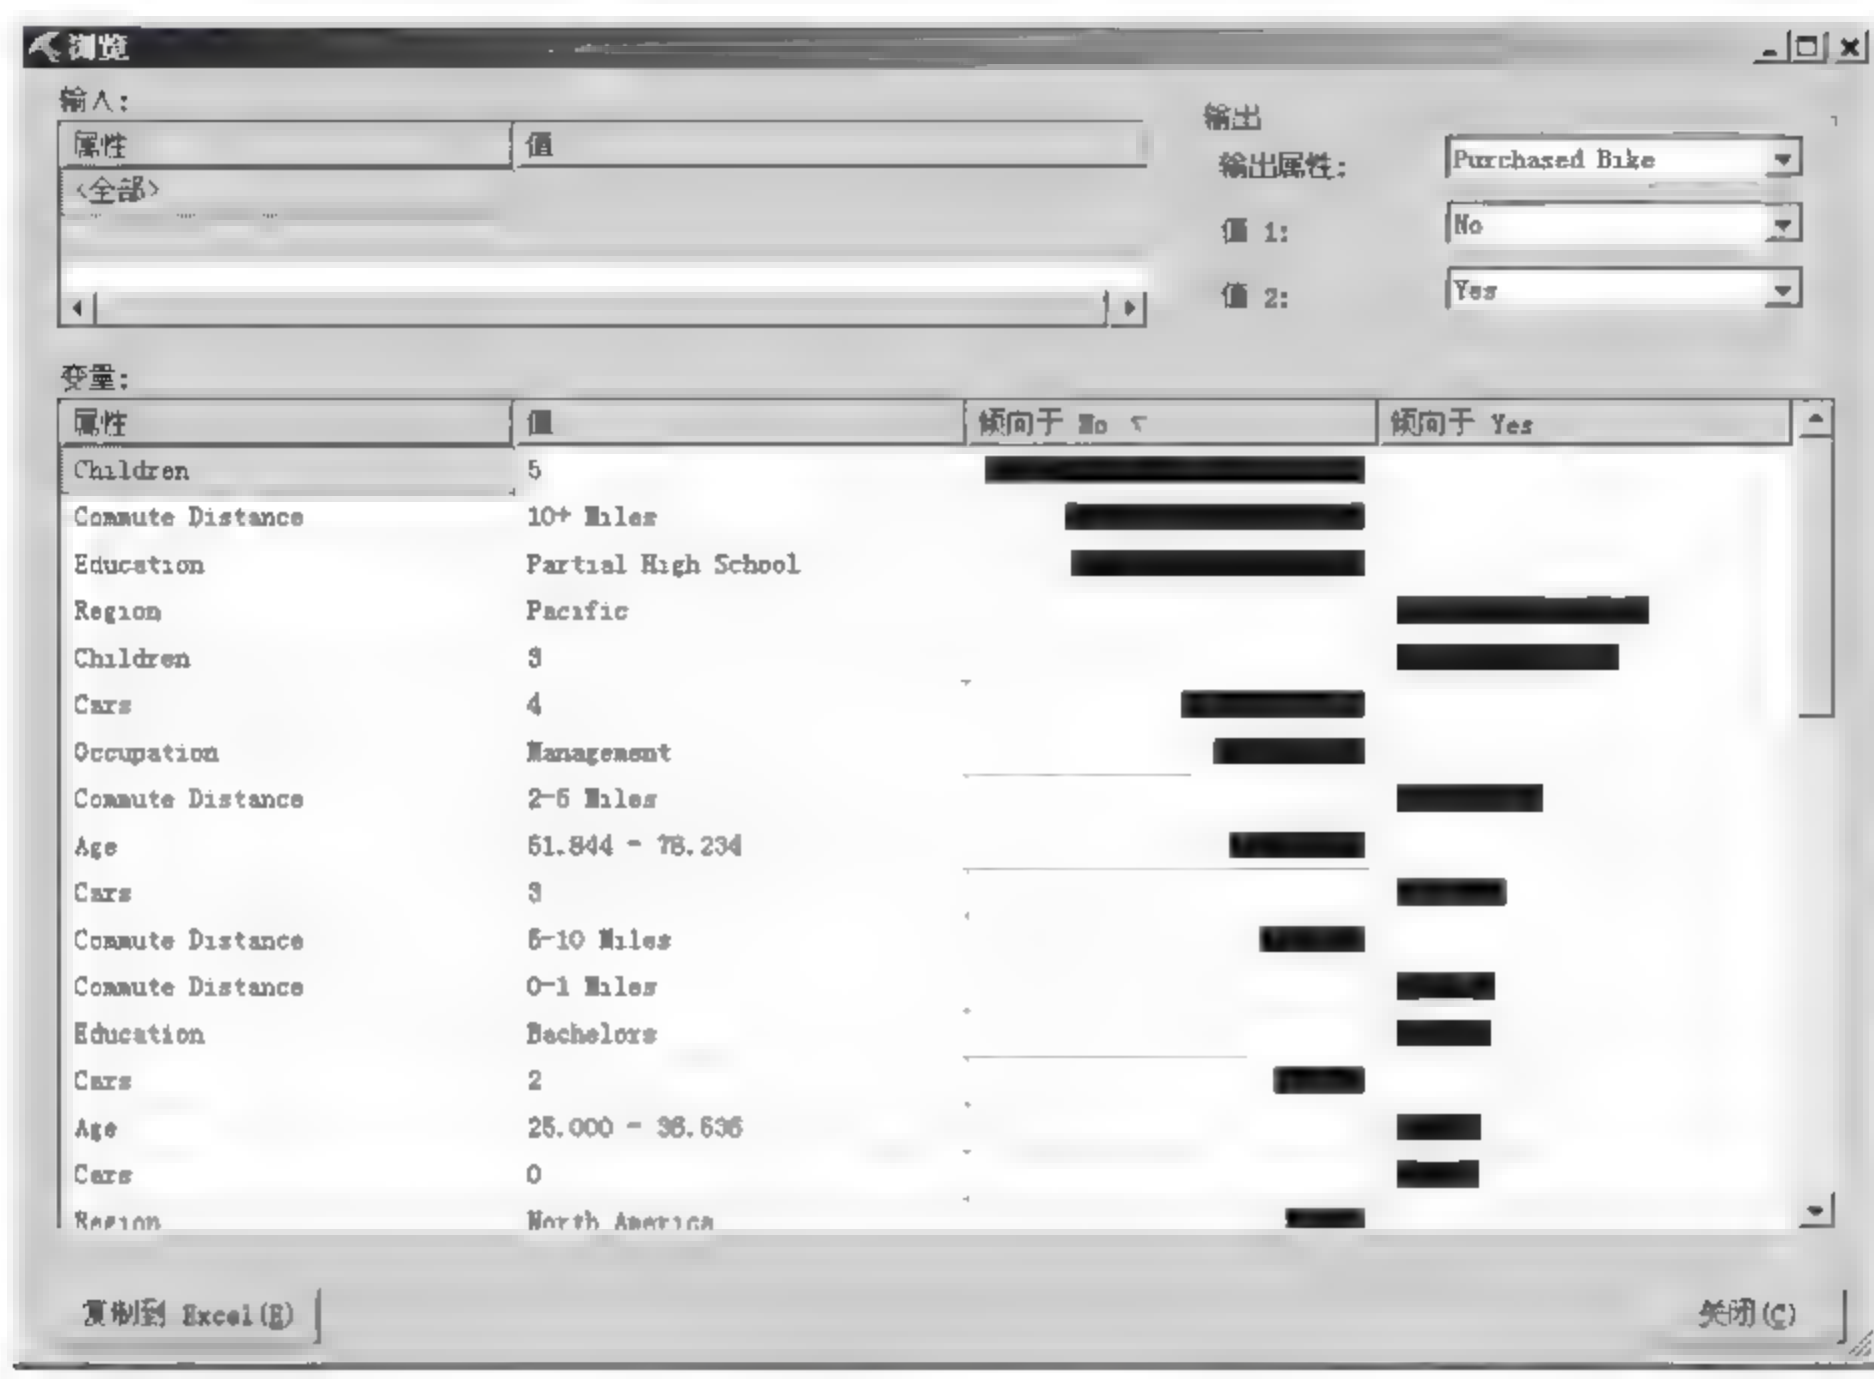 浏览
输入:
属性 值
<全部>
输出
输出属性: Purchased Bike
值 1: No
值 2: Yes
变量:
属性 值 倾向于 No 倾向于 Yes
Children 5
Commute Distance 10+ Miles
Education Partial High School
Region Pacific
Children 3
Cars 4
Occupation Management
Commute Distance 2-5 Miles
Age 51.844 - 78.234
Cars 3
Commute Distance 5-10 Miles
Commute Distance 0-1 Miles
Education Bachelors
Cars 2
Age 25.000 - 36.636
Cars 0
Region North America
复制到 Excel(E)
关闭(C)